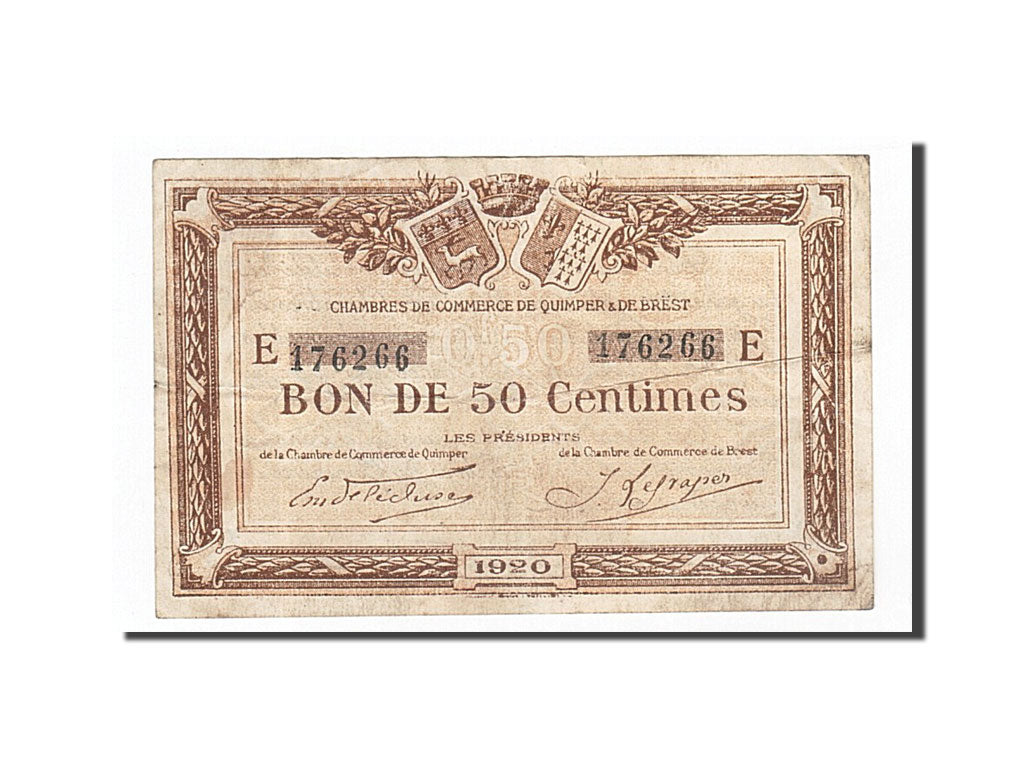 CHAMBRES DE COMMERCE DE QUIMPER & DE BREST
E 176266 0,50 176266 E
BON DE 50 Centimes
LES PRÉSIDENTS
de la Chambre de Commerce de Quimper de la Chambre de Commerce de Brest
J. Lefraper
1920